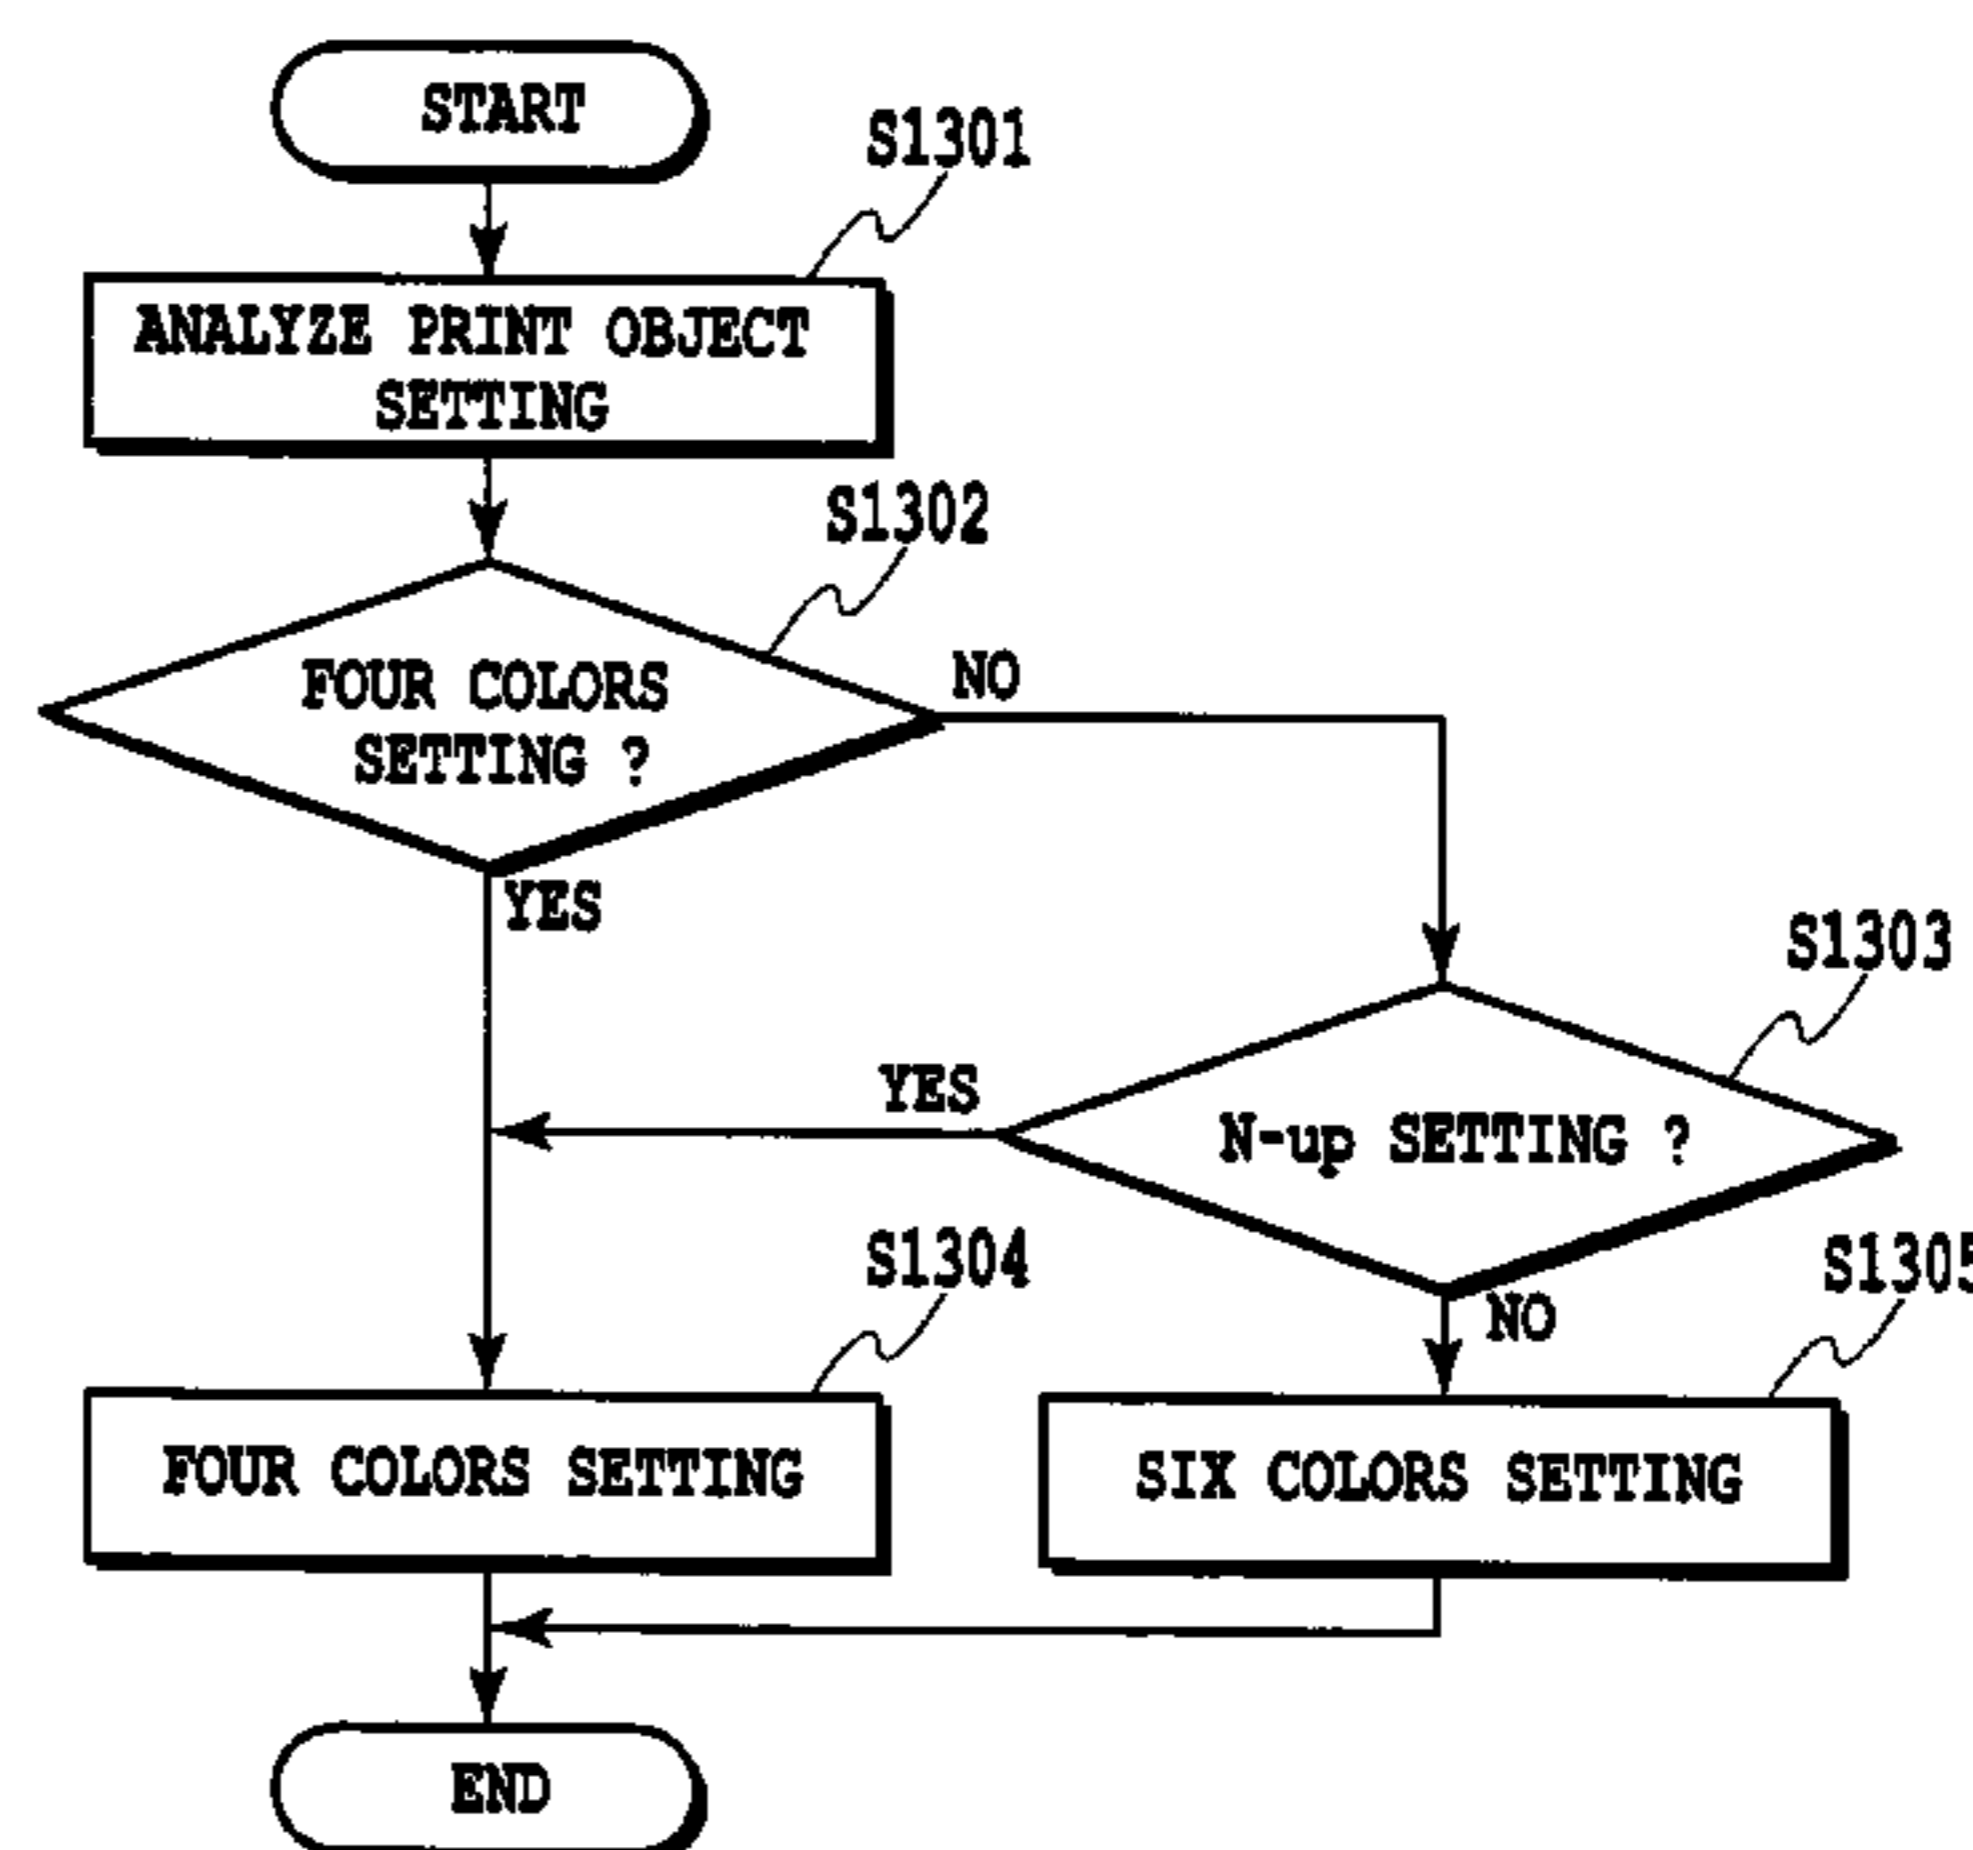 START
S1301
ANALYZE PRINT OBJECT
SETTING
S1302
FOUR COLORS
SETTING ?
NO
YES
S1303
YES
N-up SETTING ?
S1304
S1305
NO
FOUR COLORS SETTING
SIX COLORS SETTING
END